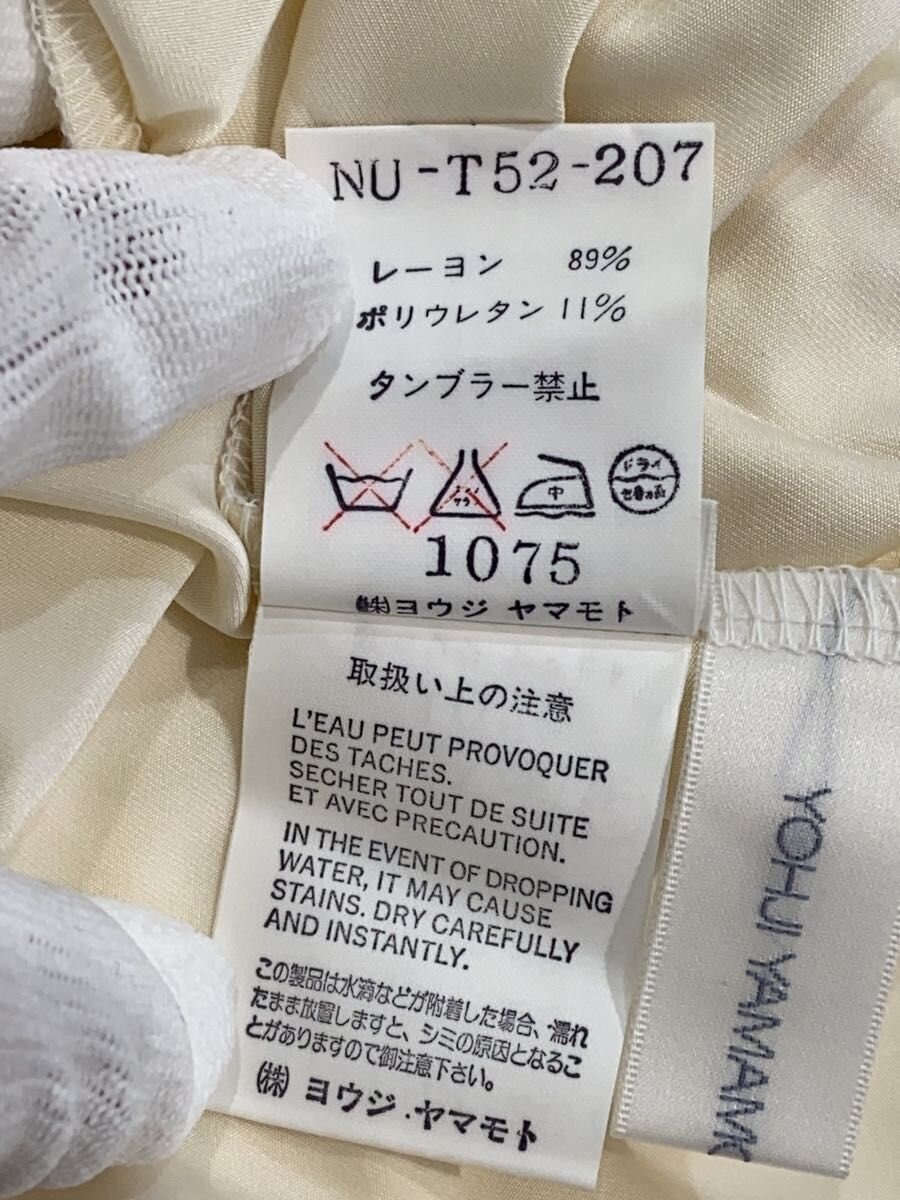 NU-T52-207
レーヨン 89%
ポリウレタン 11%
タンブラー禁止
中
ドライ
1075
㈱ヨウジ ヤマモト
取扱い上の注意
L'EAU PEUT PROVOQUER
DES TACHES.
SECHER TOUT DE SUITE
ET AVEC PRECAUTION.
IN THE EVENT OF DROPPING
WATER, IT MAY CAUSE
STAINS. DRY CAREFULLY
AND INSTANTLY.
この製品は水滴などが附着した場合、濡れ
たまま放置しますと、シミの原因となるこ
とがありますので御注意下さい。
㈱ ヨウジ.ヤマモト
YOHJI YAMAM